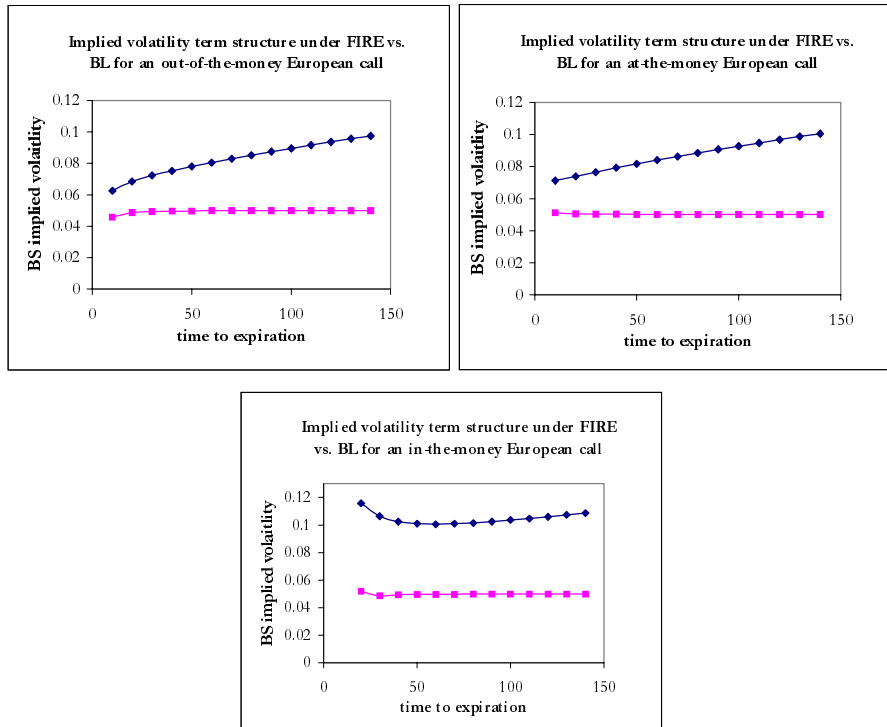 Implied volatility term structure under FIRE vs.
BL for an out-of-the-money European call
BS implied volaitlity
0.12
0.1
0.08
0.06
0.04
0.02
0
0 50 100 150
time to expiration
Implied volatility term structure under FIRE vs.
BL for an at-the-money European call
BS implied volaitlity
0.12
0.1
0.08
0.06
0.04
0.02
0
0 50 100 150
time to expiration
Implied volatility term structure under FIRE
vs. BL for an in-the-money European call
BS implied volaitlity
0.12
0.1
0.08
0.06
0.04
0.02
0
0 50 100 150
time to expiration